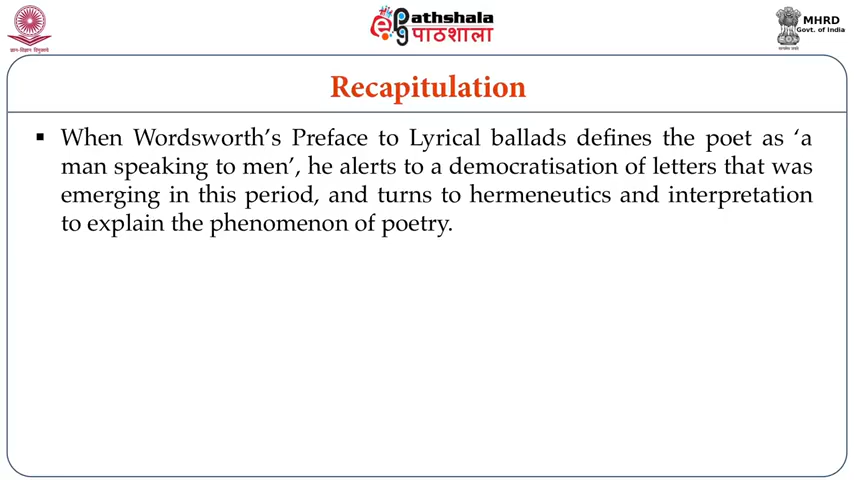 ePgPathshala
पाठशाला
MHRD
Govt. of India
Recapitulation
▪ When Wordsworth's Preface to Lyrical ballads defines the poet as 'a
man speaking to men', he alerts to a democratisation of letters that was
emerging in this period, and turns to hermeneutics and interpretation
to explain the phenomenon of poetry.